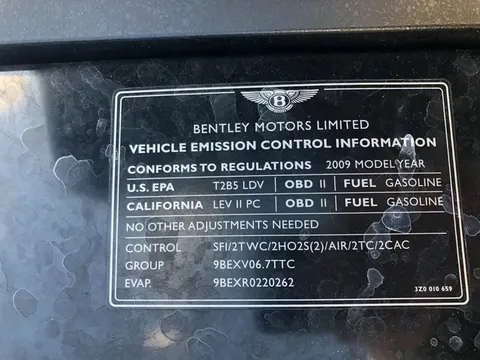 B
BENTLEY MOTORS LIMITED
VEHICLE EMISSION CONTROL INFORMATION
CONFORMS TO REGULATIONS 2009 MODEL YEAR
U.S. EPA T2B5 LDV OBD II FUEL GASOLINE
CALIFORNIA LEV II PC OBD II FUEL GASOLINE
NO OTHER ADJUSTMENTS NEEDED
CONTROL SFI/2TWC/2HO2S(2)/AIR/2TC/2CAC
GROUP 9BEXV06.7TTC
EVAP. 9BEXR0220262
3Z0 010 659